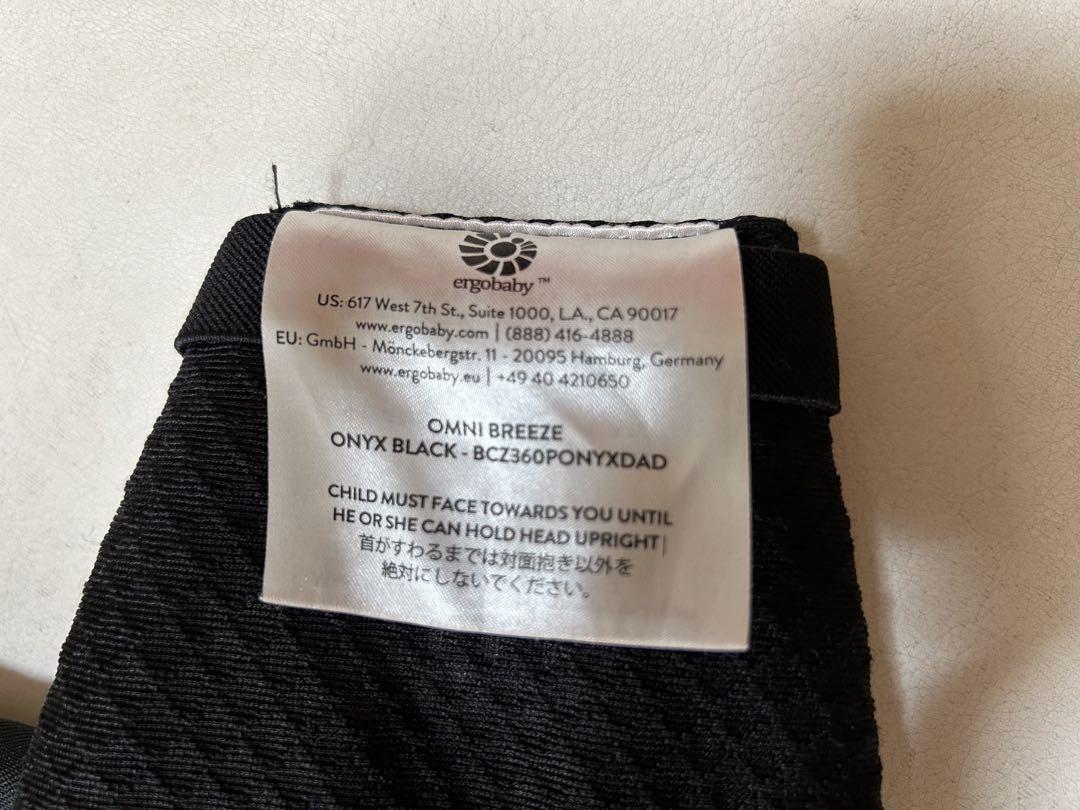 ergobaby™
US: 617 West 7th St., Suite 1000, L.A., CA 90017
www.ergobaby.com | (888) 416-4888
EU: GmbH - Mönckebergstr. 11 - 20095 Hamburg, Germany
www.ergobaby.eu | +49 40 4210650
OMNI BREEZE
ONYX BLACK - BCZ360PONYXDAD
CHILD MUST FACE TOWARDS YOU UNTIL
HE OR SHE CAN HOLD HEAD UPRIGHT |
首がすわるまでは対面抱き以外を
絶対にしないでください。